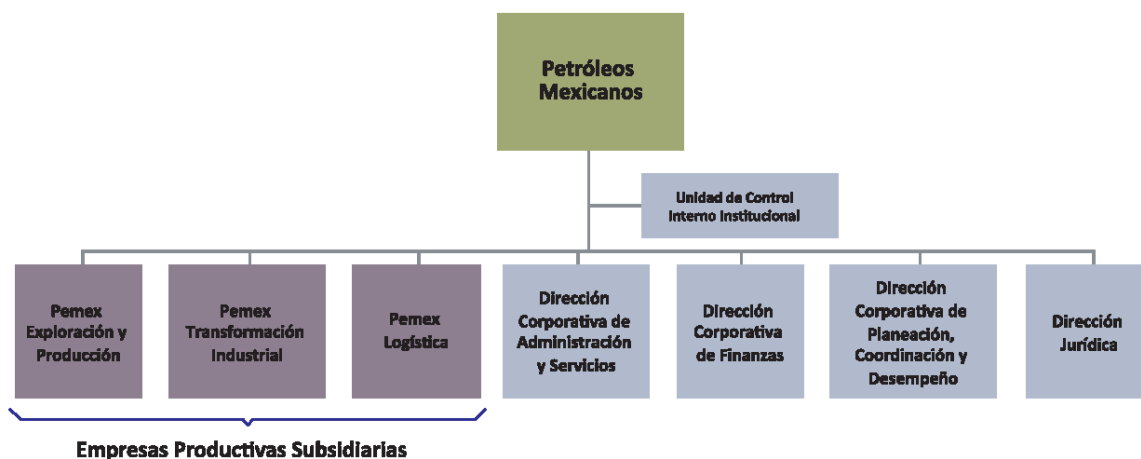 Petróleos
Mexicanos
Unidad de Control
Interno Institucional
Pemex
Exploración y
Producción
Pemex
Transformación
Industrial
Pemex
Logística
Dirección
Corporativa de
Administración
y Servicios
Dirección
Corporativa
de Finanzas
Dirección
Corporativa de
Planeación,
Coordinación y
Desempeño
Dirección
Jurídica
Empresas Productivas Subsidiarias